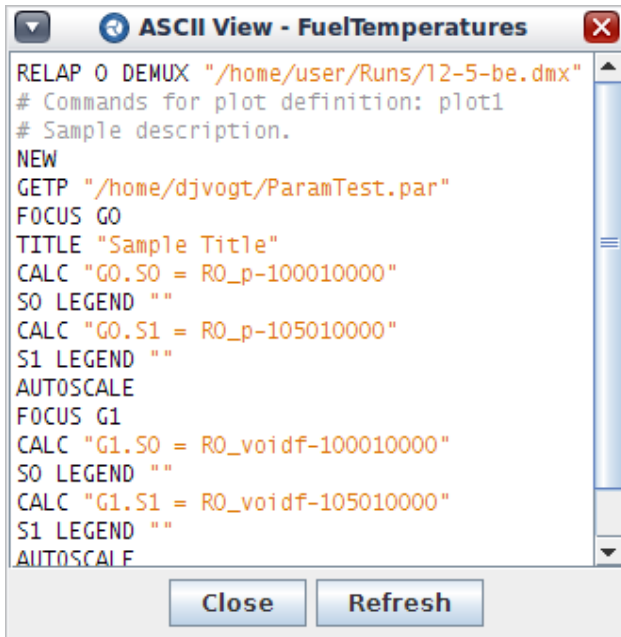 ASCII View - FuelTemperatures
RELAP 0 DEMUX "/home/user/Runs/l2-5-be.dmx"
# Commands for plot definition: plot1
# Sample description.
NEW
GETP "/home/djvogt/ParamTest.par"
FOCUS G0
TITLE "Sample Title"
CALC "G0.S0 = R0_p-100010000"
S0 LEGEND ""
CALC "G0.S1 = R0_p-105010000"
S1 LEGEND ""
AUTOSCALE
FOCUS G1
CALC "G1.S0 = R0_voidf-100010000"
S0 LEGEND ""
CALC "G1.S1 = R0_voidf-105010000"
S1 LEGEND ""
AUTOSCALE
Close Refresh